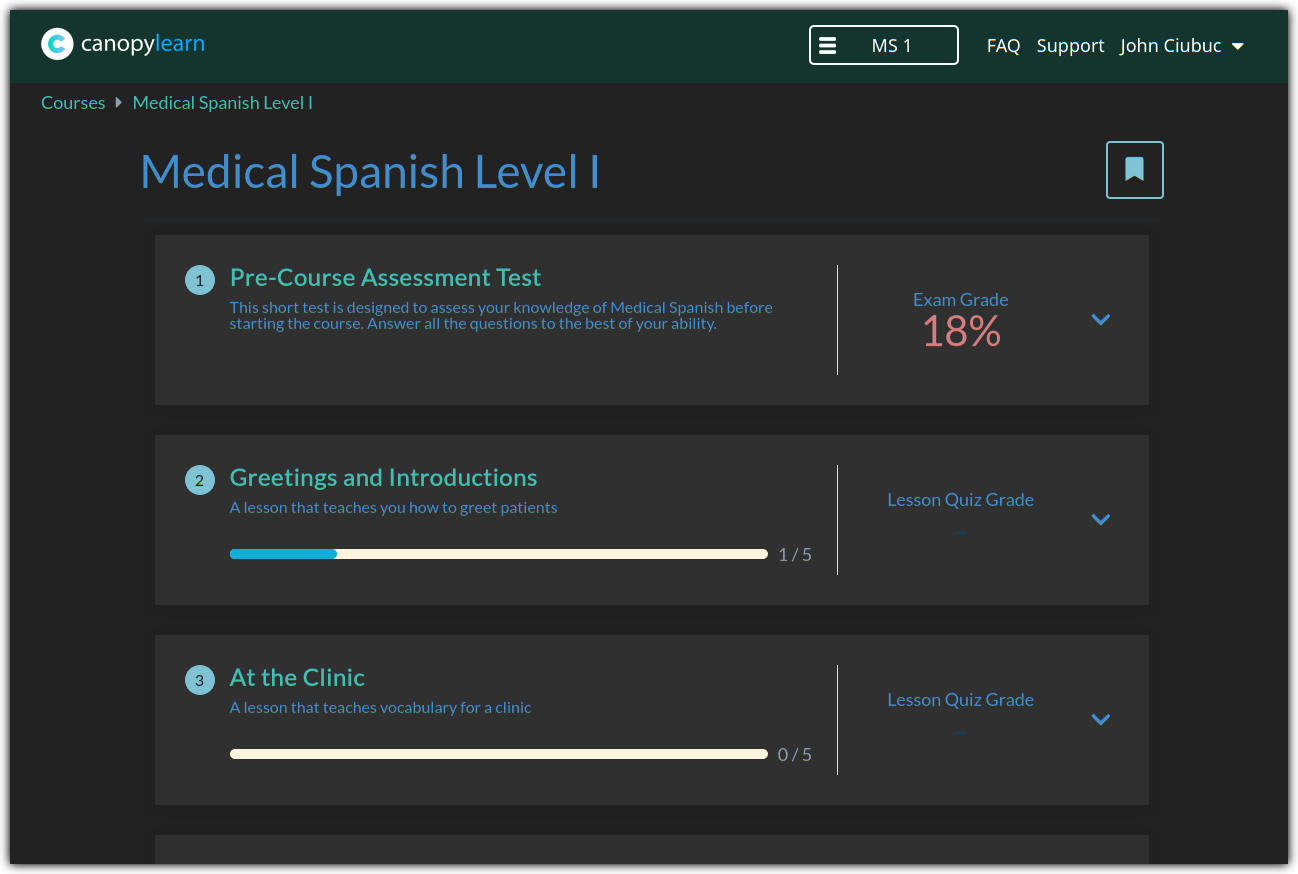 canopylearn
MS 1
FAQ
Support
John Ciubuc
Courses
Medical Spanish Level I
Medical Spanish Level I
1
Pre-Course Assessment Test
This short test is designed to assess your knowledge of Medical Spanish before
starting the course. Answer all the questions to the best of your ability.
Exam Grade
18%
2
Greetings and Introductions
A lesson that teaches you how to greet patients
1 / 5
Lesson Quiz Grade
-
3
At the Clinic
A lesson that teaches vocabulary for a clinic
0 / 5
Lesson Quiz Grade
-